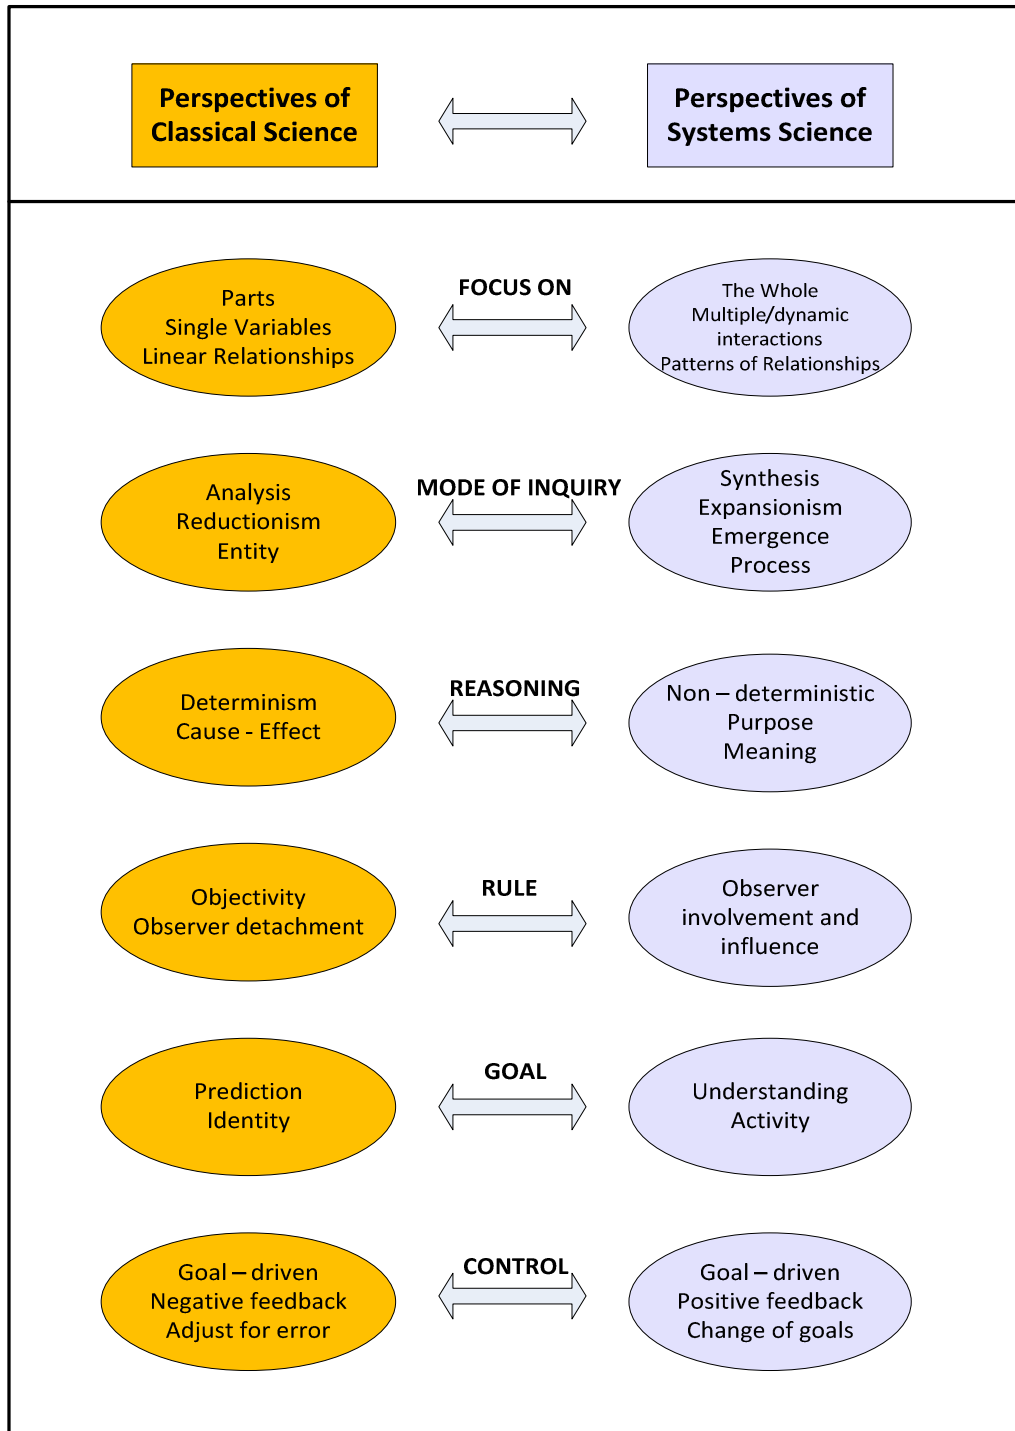 Perspectives of
Classical Science
Perspectives of
Systems Science
FOCUS ON
Parts
Single Variables
Linear Relationships
The Whole
Multiple/dynamic
interactions
Patterns of Relationships
MODE OF INQUIRY
Analysis
Reductionism
Entity
Synthesis
Expansionism
Emergence
Process
REASONING
Determinism
Cause - Effect
Non – deterministic
Purpose
Meaning
RULE
Objectivity
Observer detachment
Observer
involvement and
influence
GOAL
Prediction
Identity
Understanding
Activity
CONTROL
Goal – driven
Negative feedback
Adjust for error
Goal – driven
Positive feedback
Change of goals